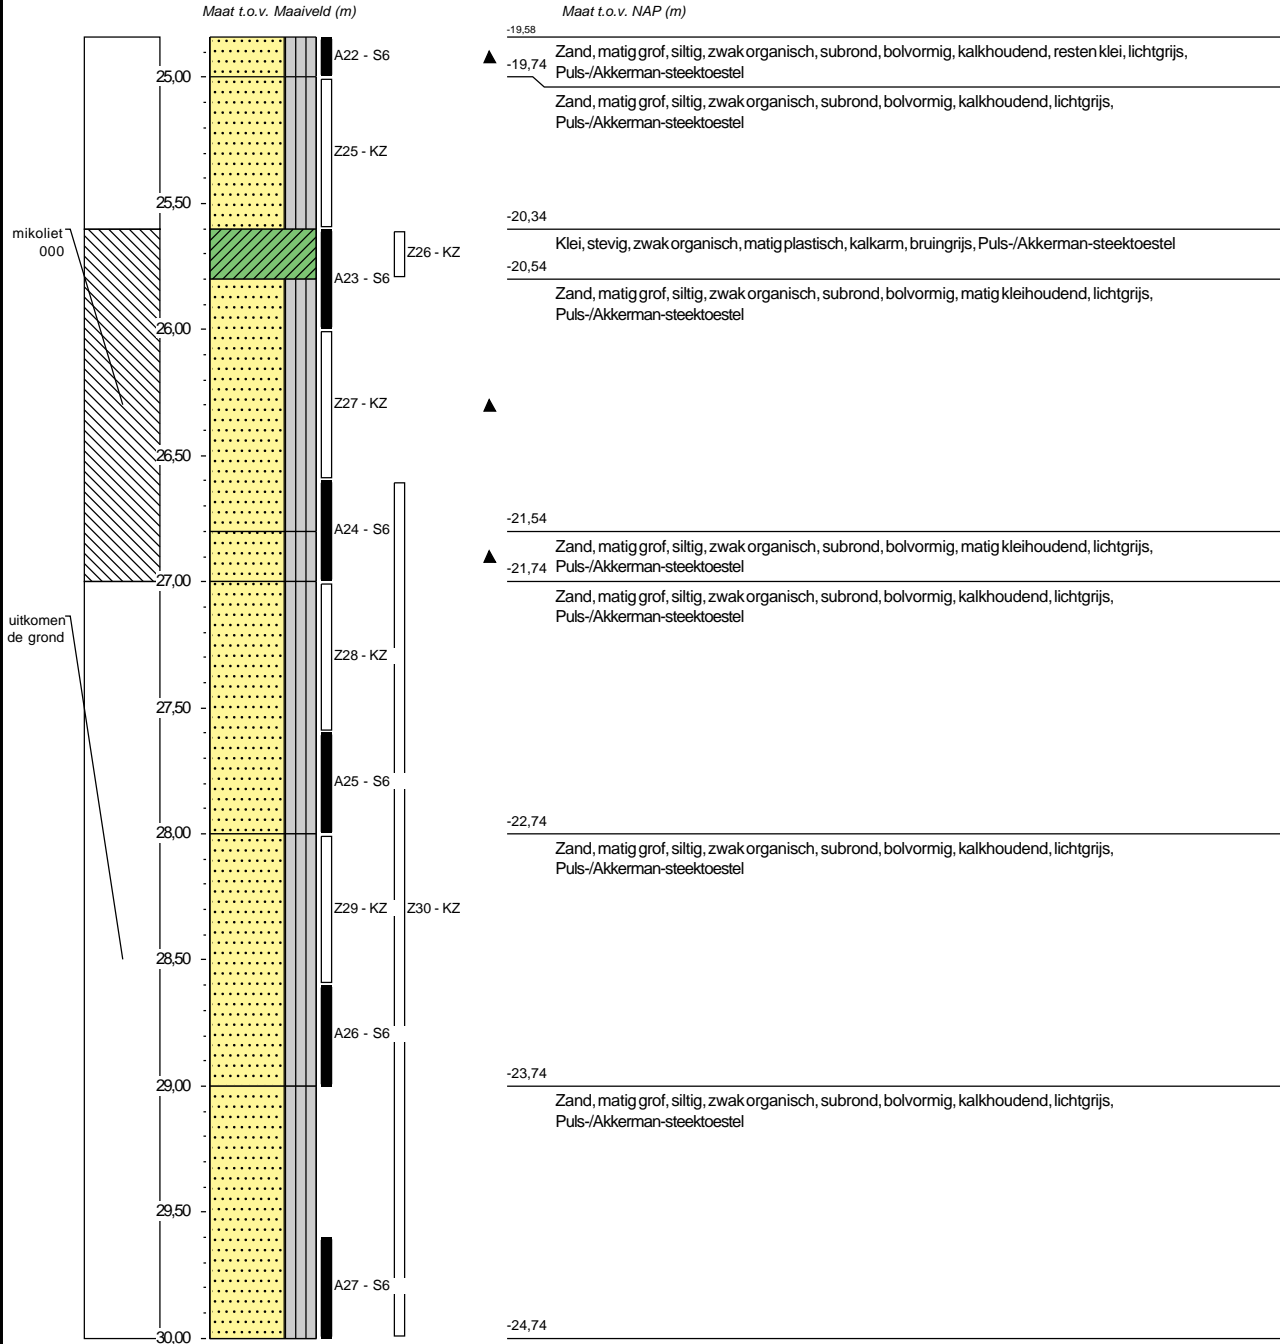 Maat t.o.v. Maaiveld (m)
Maat t.o.v. NAP (m)
-19,58
Zand, matig grof, siltig, zwak organisch, subrond, bolvormig, kalkhoudend, resten klei, lichtgrijs,
Puls-/Akkerman-steektoestel
A22 - S6
-19,74
25,00
Zand, matig grof, siltig, zwak organisch, subrond, bolvormig, kalkhoudend, lichtgrijs,
Puls-/Akkerman-steektoestel
Z25 - KZ
25,50
-20,34
mikoliet
000
Klei, stevig, zwak organisch, matig plastisch, kalkarm, bruingrijs, Puls-/Akkerman-steektoestel
Z26 - KZ
-20,54
A23 - S6
Zand, matig grof, siltig, zwak organisch, subrond, bolvormig, matig kleihoudend, lichtgrijs,
Puls-/Akkerman-steektoestel
26,00
Z27 - KZ
26,50
-21,54
A24 - S6
Zand, matig grof, siltig, zwak organisch, subrond, bolvormig, matig kleihoudend, lichtgrijs,
Puls-/Akkerman-steektoestel
-21,74
27,00
Zand, matig grof, siltig, zwak organisch, subrond, bolvormig, kalkhoudend, lichtgrijs,
Puls-/Akkerman-steektoestel
uitkomen
de grond
Z28 - KZ
27,50
A25 - S6
-22,74
28,00
Zand, matig grof, siltig, zwak organisch, subrond, bolvormig, kalkhoudend, lichtgrijs,
Puls-/Akkerman-steektoestel
Z29 - KZ
Z30 - KZ
28,50
A26 - S6
-23,74
29,00
Zand, matig grof, siltig, zwak organisch, subrond, bolvormig, kalkhoudend, lichtgrijs,
Puls-/Akkerman-steektoestel
29,50
A27 - S6
-24,74
30,00